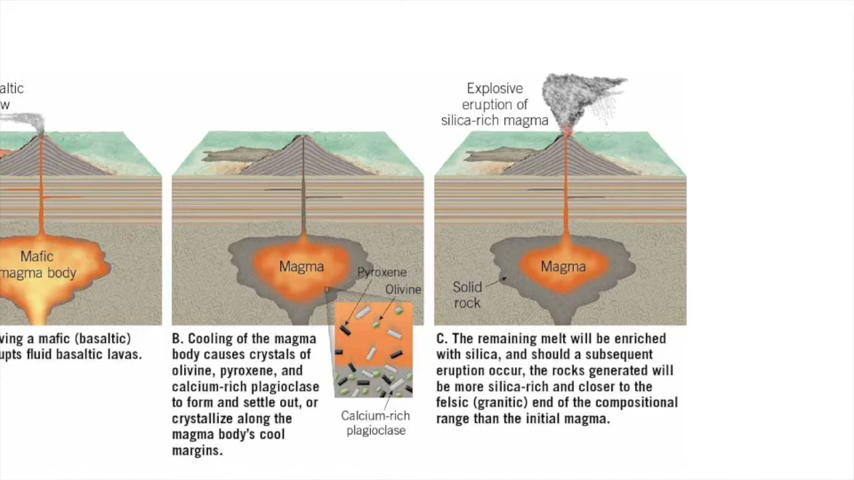 altic
w
Mafic
magma body
ving a mafic (basaltic)
upts fluid basaltic lavas.
Magma
Pyroxene
Olivine
B. Cooling of the magma
body causes crystals of
olivine, pyroxene, and
calcium-rich plagioclase
to form and settle out, or
crystallize along the
magma body's cool
margins.
Calcium-rich
plagioclase
Explosive
eruption of
silica-rich magma
Magma
Solid
rock
C. The remaining melt will be enriched
with silica, and should a subsequent
eruption occur, the rocks generated will
be more silica-rich and closer to the
felsic (granitic) end of the compositional
range than the initial magma.